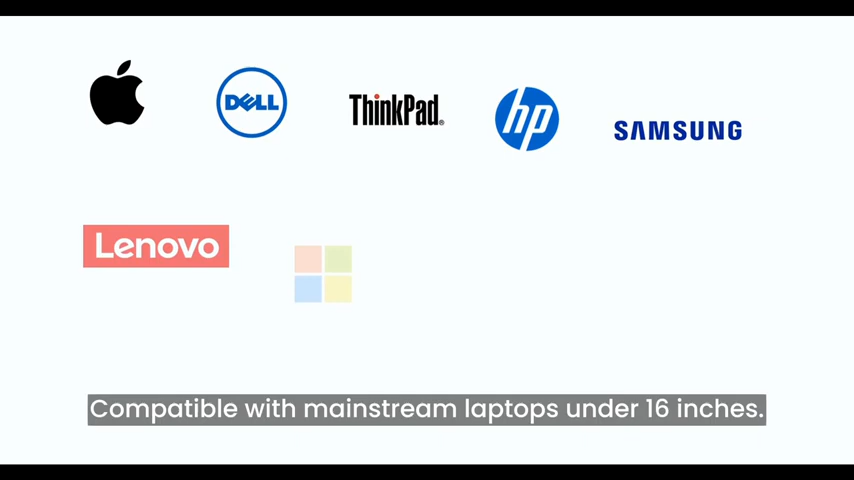 DELL
ThinkPad®
hp
SAMSUNG
Lenovo
Compatible with mainstream laptops under 16 inches.